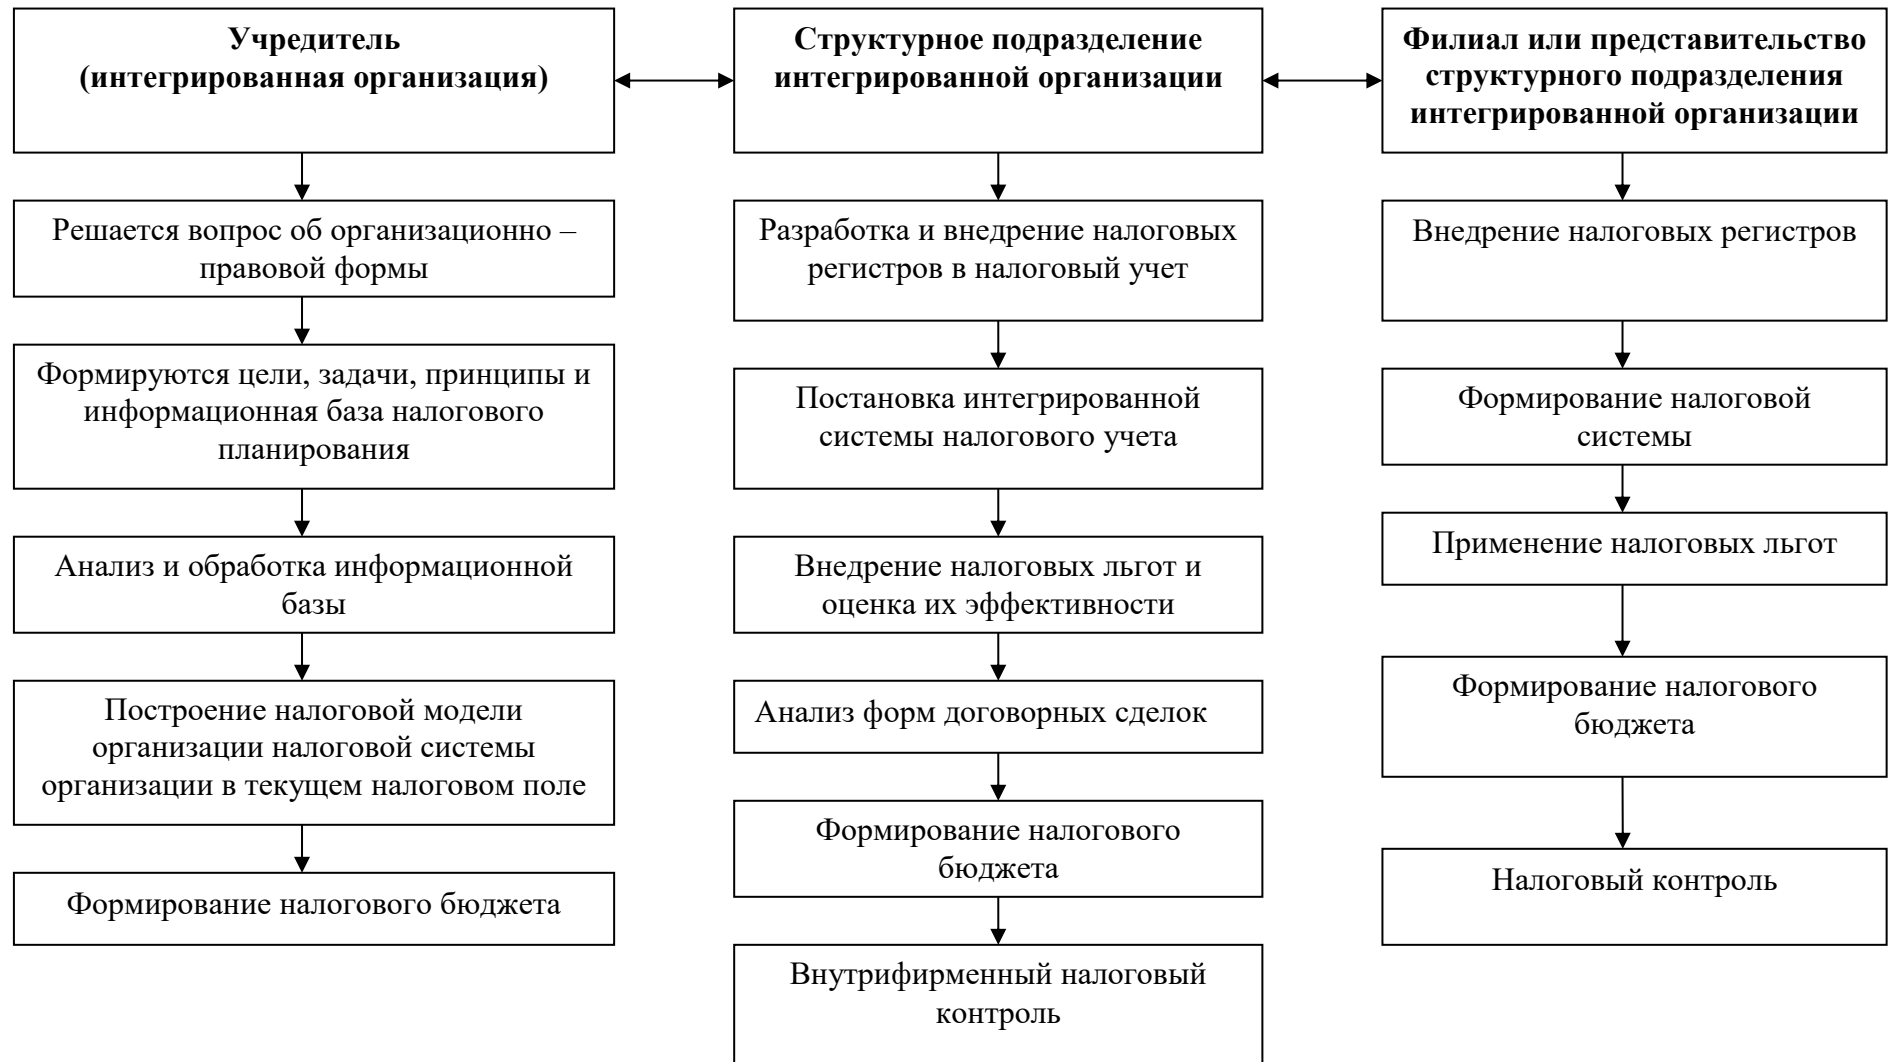 Учредитель
(интегрированная организация)
Решается вопрос об организационно –
правовой формы
Формируются цели, задачи, принципы и
информационная база налогового
планирования
Анализ и обработка информационной
базы
Построение налоговой модели
организации налоговой системы
организации в текущем налоговом поле
Формирование налогового бюджета
Структурное подразделение
интегрированной организации
Разработка и внедрение налоговых
регистров в налоговый учет
Постановка интегрированной
системы налогового учета
Внедрение налоговых льгот и
оценка их эффективности
Анализ форм договорных сделок
Формирование налогового
бюджета
Внутрифирменный налоговый
контроль
Филиал или представительство
структурного подразделения
интегрированной организации
Внедрение налоговых регистров
Формирование налоговой
системы
Применение налоговых льгот
Формирование налогового
бюджета
Налоговый контроль